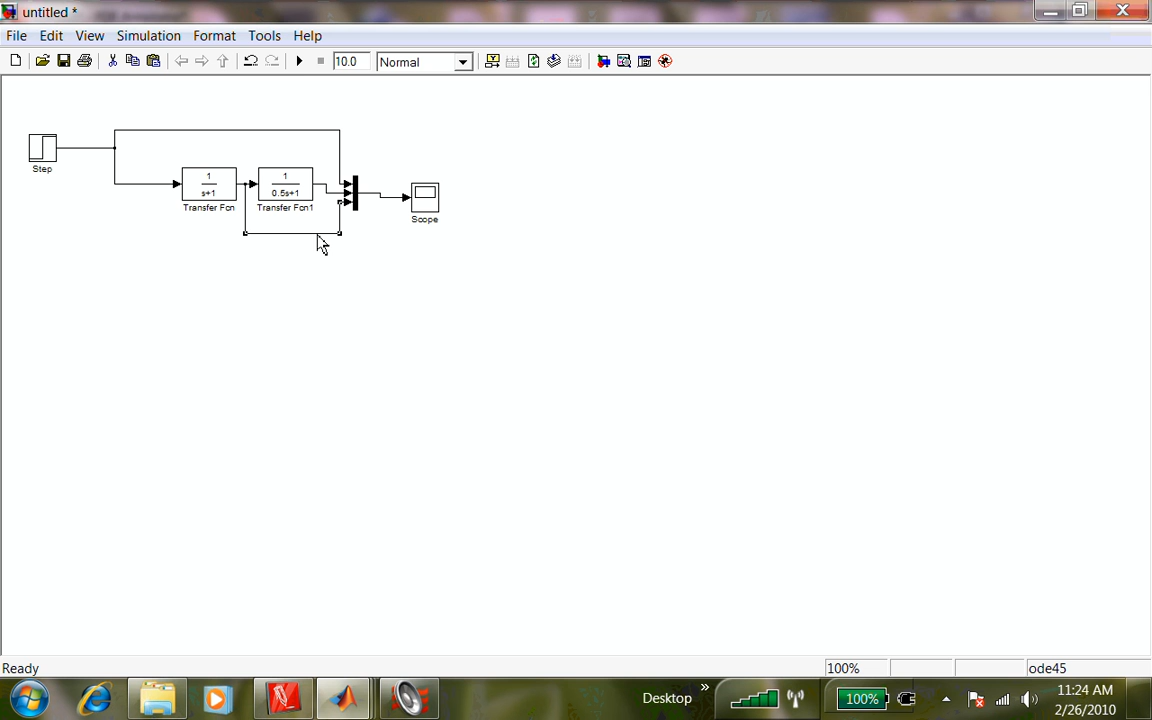 untitled *
File Edit View Simulation Format Tools Help
10.0 Normal
Step
1
s+1
Transfer Fcn
1
0.5s+1
Transfer Fcn1
Scope
Ready 100% ode45
Desktop » 100% 11:24 AM
2/26/2010